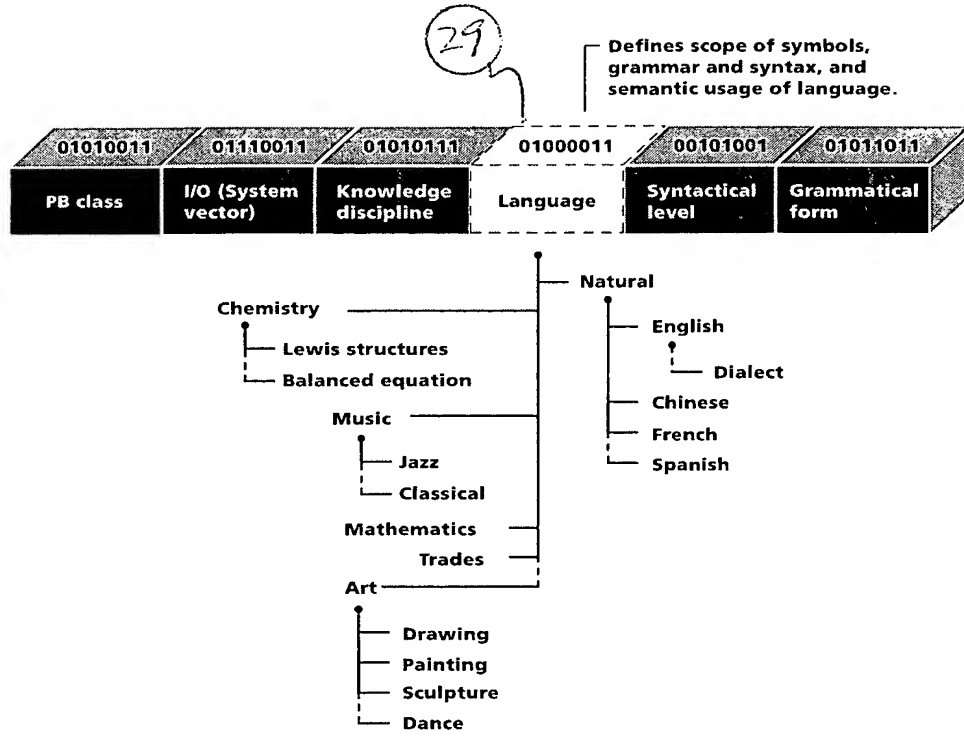 29
Defines scope of symbols,
grammar and syntax, and
semantic usage of language.
01010011
01110011
01010111
01000011
00101001
01011011
PB class
I/O (System
vector)
Knowledge
discipline
Language
Syntactical
level
Grammatical
form
Natural
English
Dialect
Chinese
French
Spanish
Chemistry
Lewis structures
Balanced equation
Music
Jazz
Classical
Mathematics
Trades
Art
Drawing
Painting
Sculpture
Dance